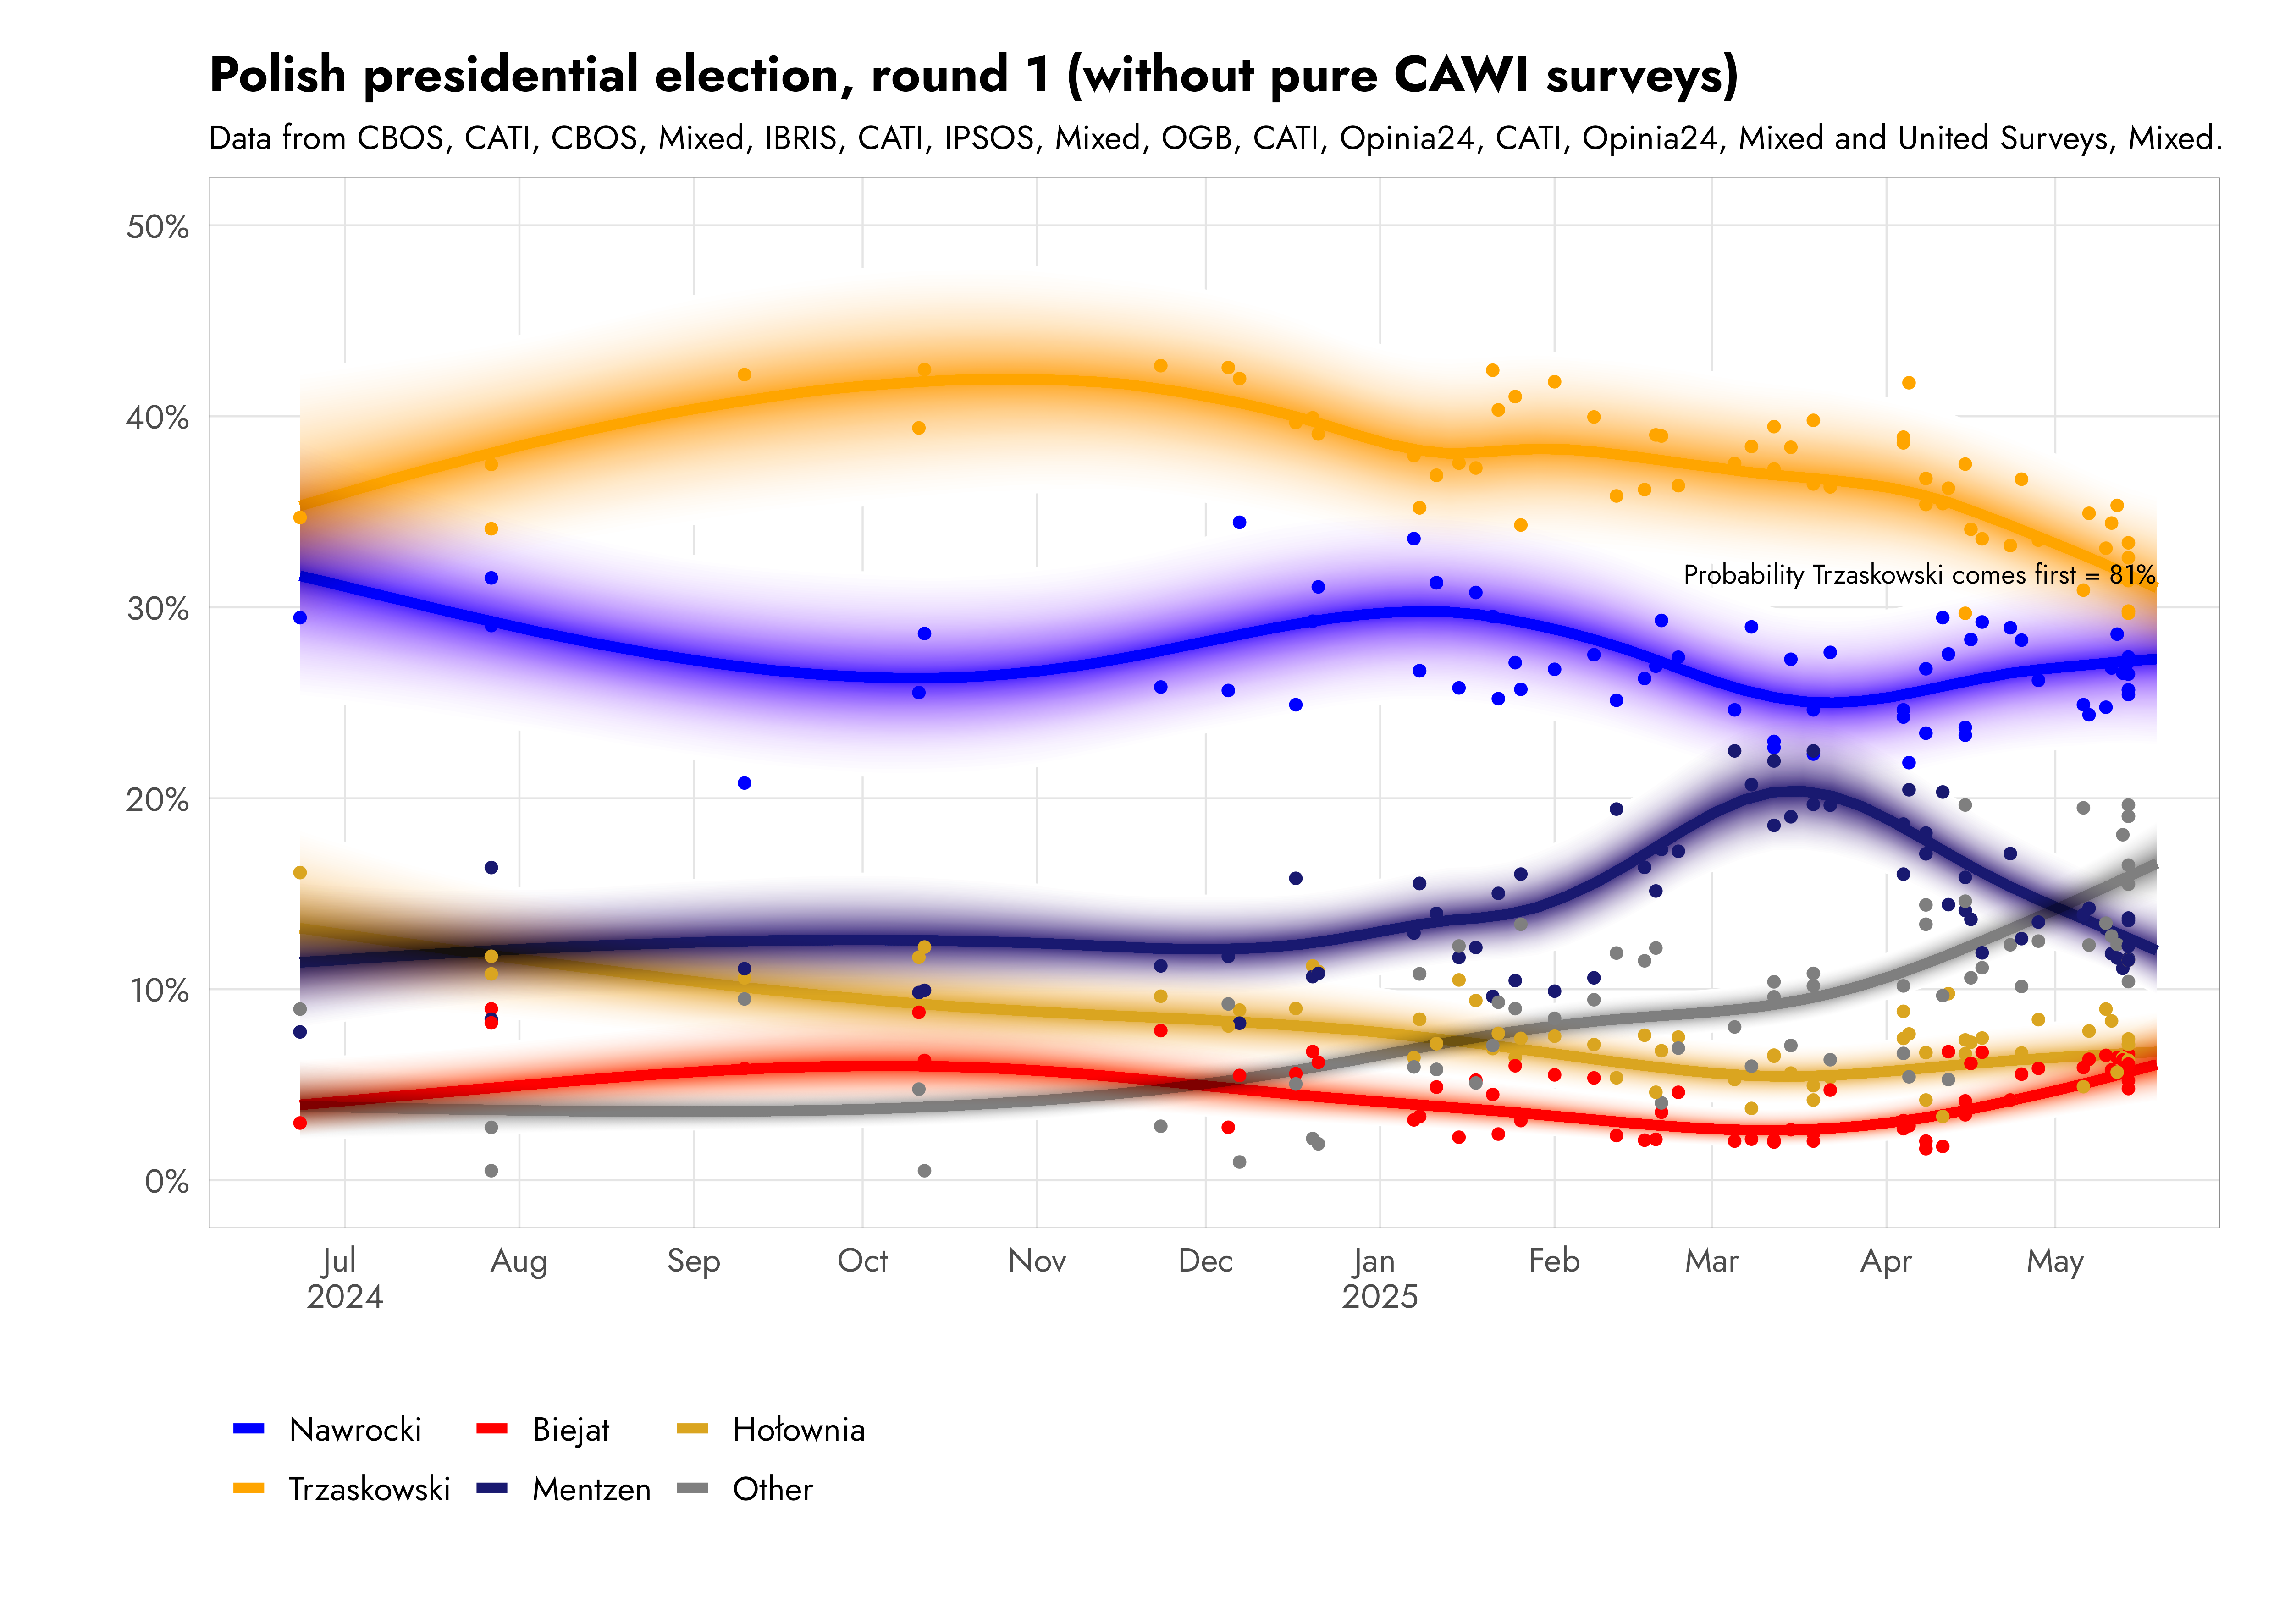 Polish presidential election, round 1 (without pure CAWI surveys)
Data from CBOS, CATI, CBOS, Mixed, IBRIS, CATI, IPSOS, Mixed, OGB, CATI, Opinia24, CATI, Opinia24, Mixed and United Surveys, Mixed.
50%
40%
30%
20%
10%
0%
Probability Trzaskowski comes first = 81%
Jul Aug Sep Oct Nov Dec Jan Feb Mar Apr May
2024 2025
Nawrocki Biejat Hołownia
Trzaskowski Mentzen Other